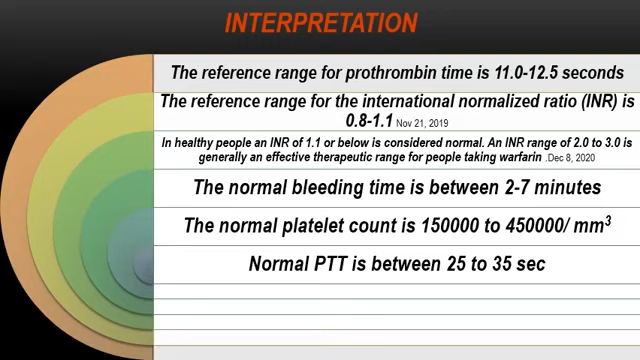 INTERPRETATION
The reference range for prothrombin time is 11.0-12.5 seconds
The reference range for the international normalized ratio (INR) is
0.8-1.1 Nov 21, 2019
In healthy people an INR of 1.1 or below is considered normal. An INR range of 2.0 to 3.0 is
generally an effective therapeutic range for people taking warfarin .Dec 8, 2020
The normal bleeding time is between 2-7 minutes
The normal platelet count is 150000 to 450000/ mm³
Normal PTT is between 25 to 35 sec